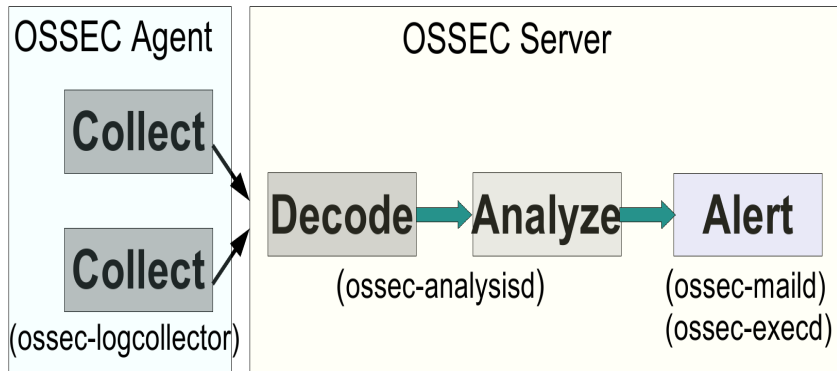 OSSEC Agent
Collect
Collect
(ossec-logcollector)
OSSEC Server
Decode
Analyze
Alert
(ossec-analysisd)
(ossec-maild)
(ossec-execd)